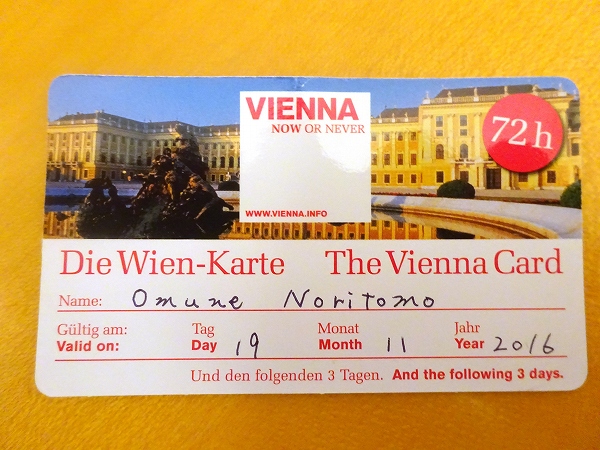 VIENNA
NOW OR NEVER
72h
WWW.VIENNA.INFO
Die Wien-Karte The Vienna Card
Name: Omune Noritomo
Gültig am: Tag Monat Jahr
Valid on: Day 19 Month 11 Year 2016
Und den folgenden 3 Tagen. And the following 3 days.